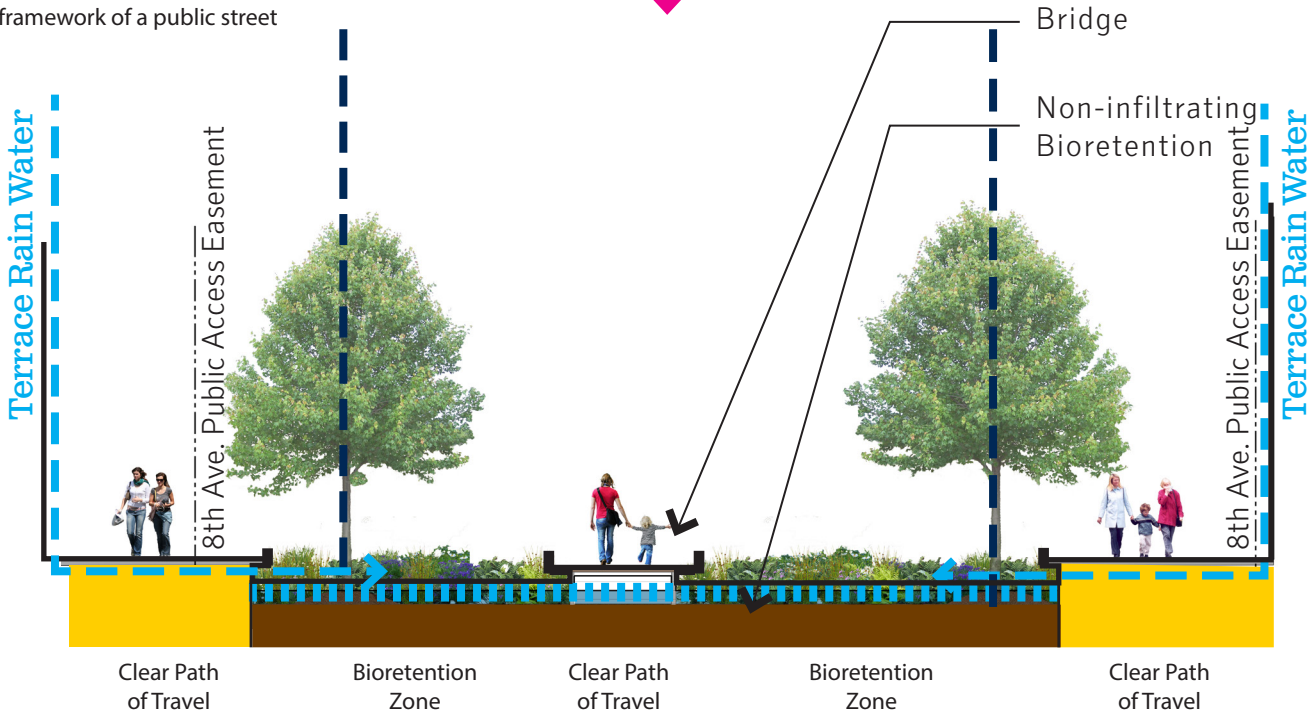 framework of a public street
Bridge
Non-infiltrating
Bioretention
Terrace Rain Water
8th Ave. Public Access Easement
8th Ave. Public Access Easement
Terrace Rain Water
Clear Path
of Travel
Bioretention
Zone
Clear Path
of Travel
Bioretention
Zone
Clear Path
of Travel